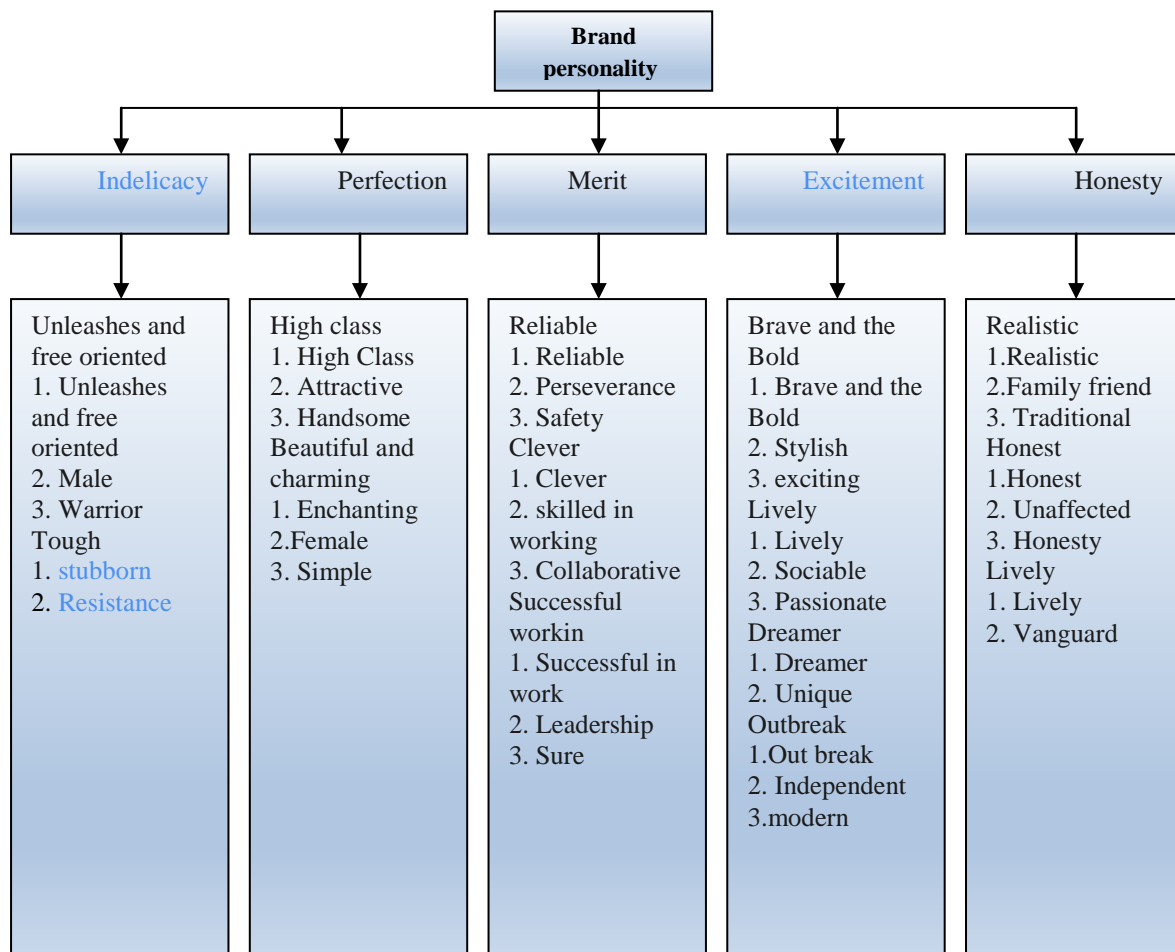 Brand
personality
Indelicacy
Perfection
Merit
Excitement
Honesty
Unleashes and
free oriented
1. Unleashes
and free
oriented
2. Male
3. Warrior
Tough
1. stubborn
2. Resistance
High class
1. High Class
2. Attractive
3. Handsome
Beautiful and
charming
1. Enchanting
2.Female
3. Simple
Reliable
1. Reliable
2. Perseverance
3. Safety
Clever
1. Clever
2. skilled in
working
3. Collaborative
Successful
workin
1. Successful in
work
2. Leadership
3. Sure
Brave and the
Bold
1. Brave and the
Bold
2. Stylish
3. exciting
Lively
1. Lively
2. Sociable
3. Passionate
Dreamer
1. Dreamer
2. Unique
Outbreak
1.Out break
2. Independent
3.modern
Realistic
1.Realistic
2.Family friend
3. Traditional
Honest
1.Honest
2. Unaffected
3. Honesty
Lively
1. Lively
2. Vanguard